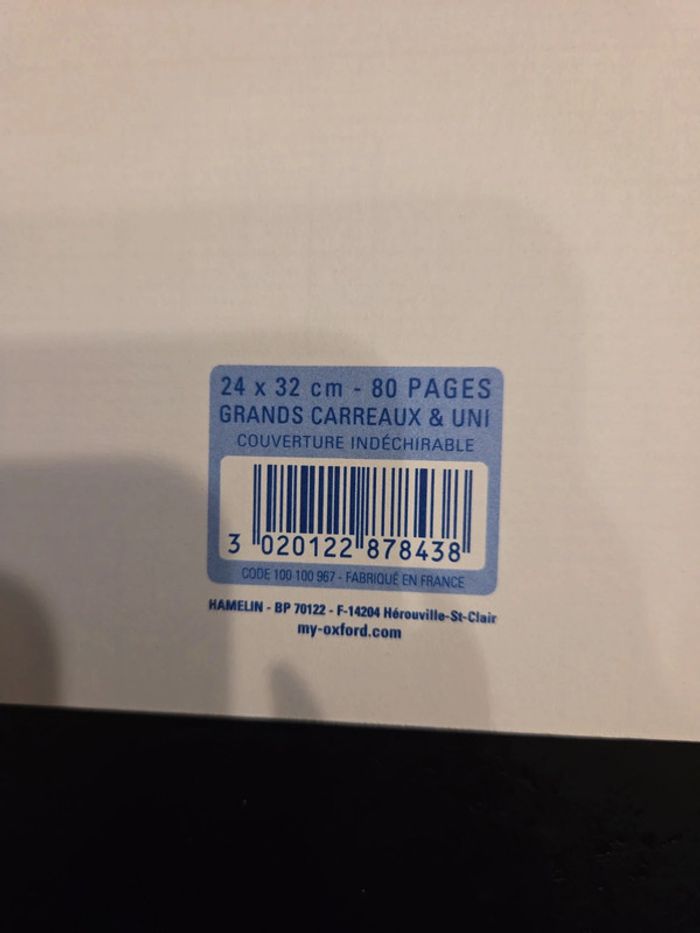 24 x 32 cm - 80 PAGES
GRANDS CARREAUX & UNI
COUVERTURE INDÉCHIRABLE
3 020122 878438
CODE 100 100 967 - FABRIQUÉ EN FRANCE
HAMELIN - BP 70122 - F-14204 Hérouville-St-Clair
my-oxford.com